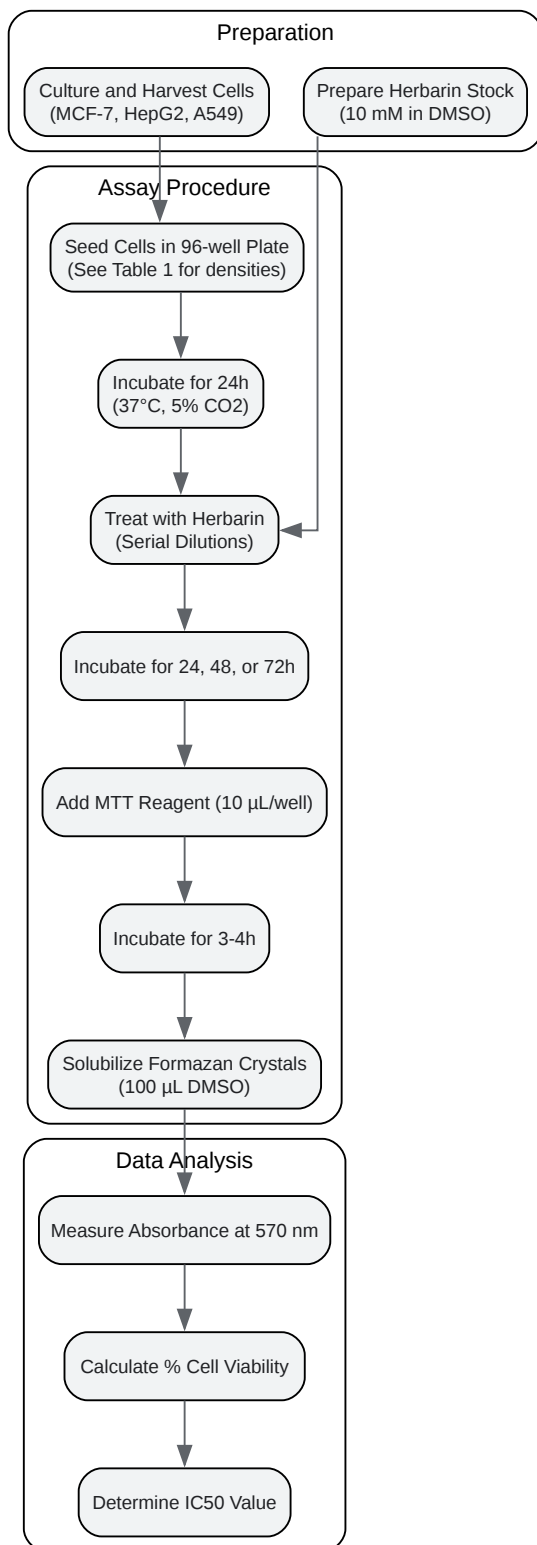 Preparation
Culture and Harvest Cells
(MCF-7, HepG2, A549)
Prepare Herbarin Stock
(10 mM in DMSO)
Assay Procedure
Seed Cells in 96-well Plate
(See Table 1 for densities)
Incubate for 24h
(37°C, 5% CO2)
Treat with Herbarin
(Serial Dilutions)
Incubate for 24, 48, or 72h
Add MTT Reagent (10 µL/well)
Incubate for 3-4h
Solubilize Formazan Crystals
(100 µL DMSO)
Data Analysis
Measure Absorbance at 570 nm
Calculate % Cell Viability
Determine IC50 Value